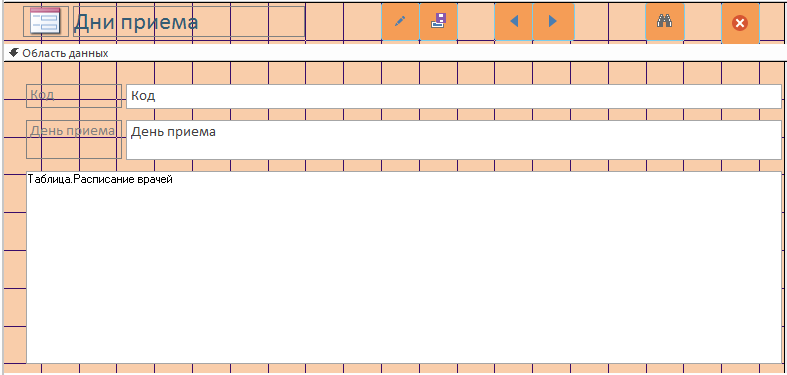 Дни приема
Область данных
Код Код
День приема День приема
Таблица.Расписание врачей